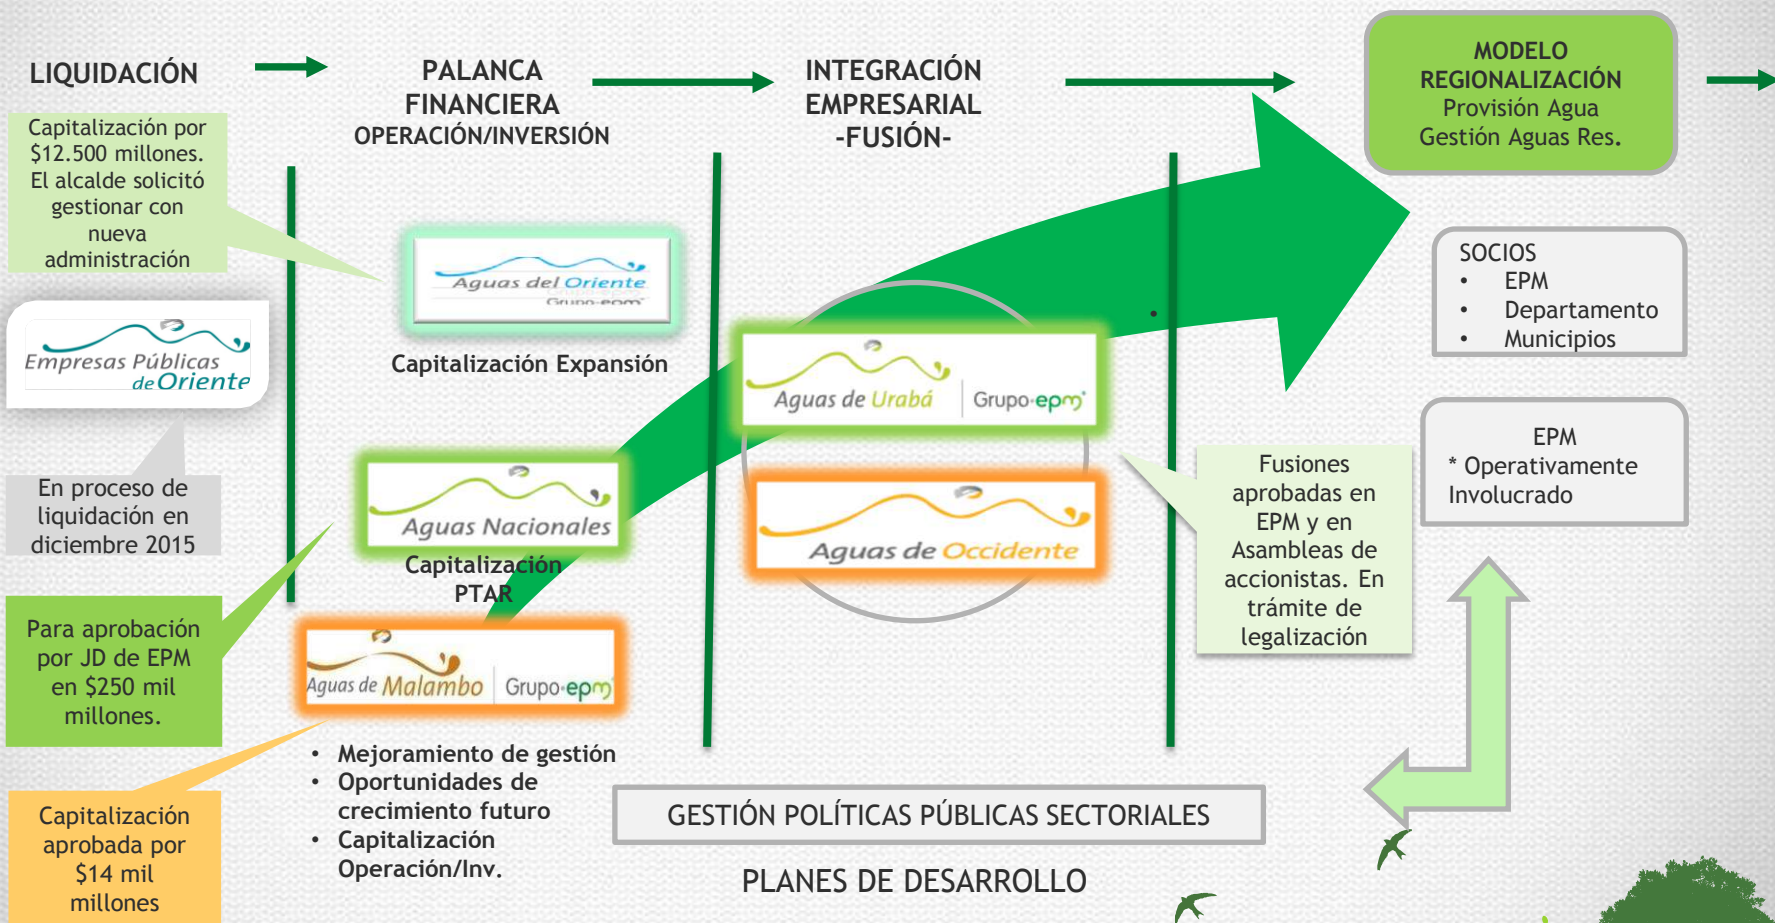 LIQUIDACIÓN
PALANCA
FINANCIERA
OPERACIÓN/INVERSIÓN
INTEGRACIÓN
EMPRESARIAL
-FUSIÓN-
MODELO
REGIONALIZACIÓN
Provisión Agua
Gestión Aguas Res.
Capitalización por
$12.500 millones.
El alcalde solicitó
gestionar con
nueva
administración
Empresas Públicas
de Oriente
En proceso de
liquidación en
diciembre 2015
Para aprobación
por JD de EPM
en $250 mil
millones.
Capitalización
aprobada por
$14 mil
millones
Aguas del Oriente
Grupo·epm
Capitalización Expansión
Aguas Nacionales
Capitalización
PTAR
Aguas de Malambo Grupo·epm
• Mejoramiento de gestión
• Oportunidades de
crecimiento futuro
• Capitalización
Operación/Inv.
Aguas de Urabá Grupo·epm
Aguas de Occidente
•
Fusiones
aprobadas en
EPM y en
Asambleas de
accionistas. En
trámite de
legalización
SOCIOS
• EPM
• Departamento
• Municipios
EPM
* Operativamente
Involucrado
GESTIÓN POLÍTICAS PÚBLICAS SECTORIALES
PLANES DE DESARROLLO